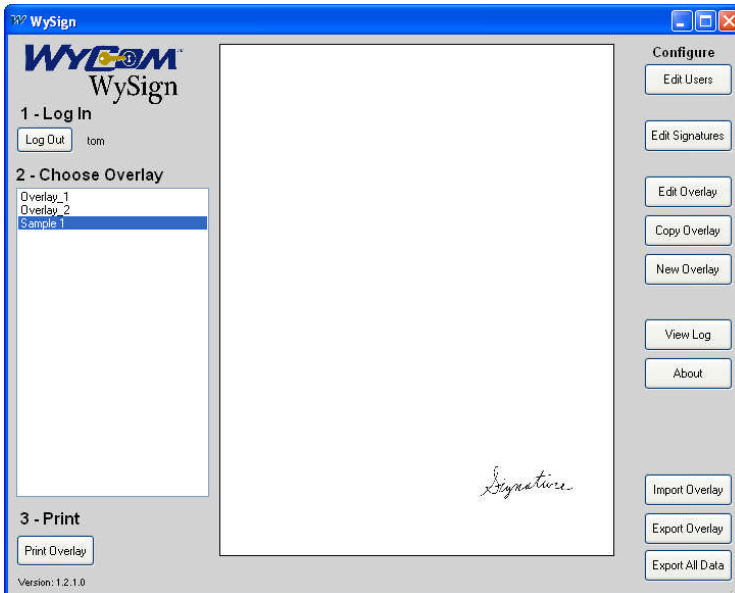 WySign
WYCOM
WySign
1 - Log In
Log Out
tom
2 - Choose Overlay
Overlay_1
Overlay_2
Sample 1
3 - Print
Print Overlay
Version: 1.2.1.0
Signature
Configure
Edit Users
Edit Signatures
Edit Overlay
Copy Overlay
New Overlay
View Log
About
Import Overlay
Export Overlay
Export All Data